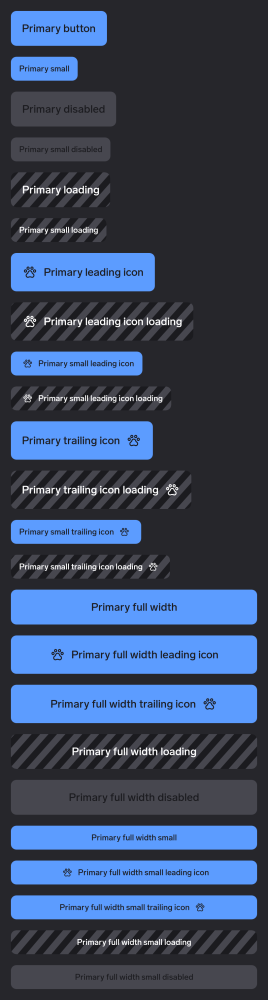 Primary button
Primary small
Primary disabled
Primary small disabled
Primary loading
Primary small loading
Primary leading icon
Primary leading icon loading
Primary small leading icon
Primary small leading icon loading
Primary trailing icon
Primary trailing icon loading
Primary small trailing icon
Primary small trailing icon loading
Primary full width
Primary full width leading icon
Primary full width trailing icon
Primary full width loading
Primary full width disabled
Primary full width small
Primary full width small leading icon
Primary full width small trailing icon
Primary full width small loading
Primary full width small disabled